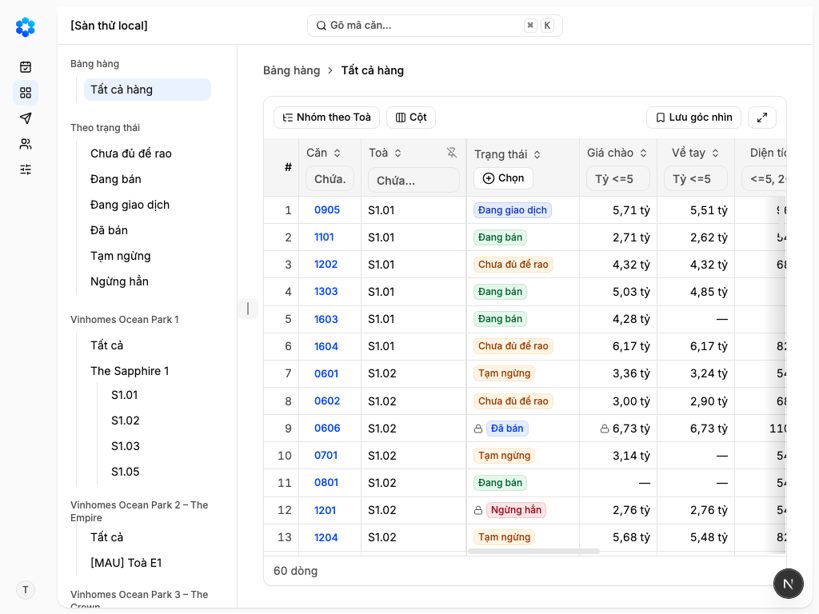 [Sàn thử local]
Gõ mã căn...
⌘ K
Bảng hàng
Tất cả hàng
Theo trạng thái
Chưa đủ để rao
Đang bán
Đang giao dịch
Đã bán
Tạm ngừng
Ngừng hẳn
Vinhomes Ocean Park 1
Tất cả
The Sapphire 1
S1.01
S1.02
S1.03
S1.05
Vinhomes Ocean Park 2 – The
Empire
Tất cả
[MAU] Toà E1
Vinhomes Ocean Park 3 – The
Crown
T
Bảng hàng > Tất cả hàng
Nhóm theo Toà Cột Lưu góc nhìn
# Căn Toà Trạng thái Giá chào Về tay Diện
Chứa. Chứa... Chọn Tỷ <=5 Tỷ <=5 <=5,
1 0905 S1.01 Đang giao dịch 5,71 tỷ 5,51 tỷ
2 1101 S1.01 Đang bán 2,71 tỷ 2,62 tỷ
3 1202 S1.01 Chưa đủ để rao 4,32 tỷ 4,32 tỷ
4 1303 S1.01 Đang bán 5,03 tỷ 4,85 tỷ
5 1603 S1.01 Đang bán 4,28 tỷ —
6 1604 S1.01 Chưa đủ để rao 6,17 tỷ 6,17 tỷ
7 0601 S1.02 Tạm ngừng 3,36 tỷ 3,24 tỷ
8 0602 S1.02 Chưa đủ để rao 3,00 tỷ 2,90 tỷ
9 0606 S1.02 Đã bán 6,73 tỷ 6,73 tỷ
10 0701 S1.02 Tạm ngừng 3,14 tỷ —
11 0801 S1.02 Đang bán — —
12 1201 S1.02 Ngừng hẳn 2,76 tỷ 2,76 tỷ
13 1204 S1.02 Tạm ngừng 5,68 tỷ 5,48 tỷ
60 dòng
N